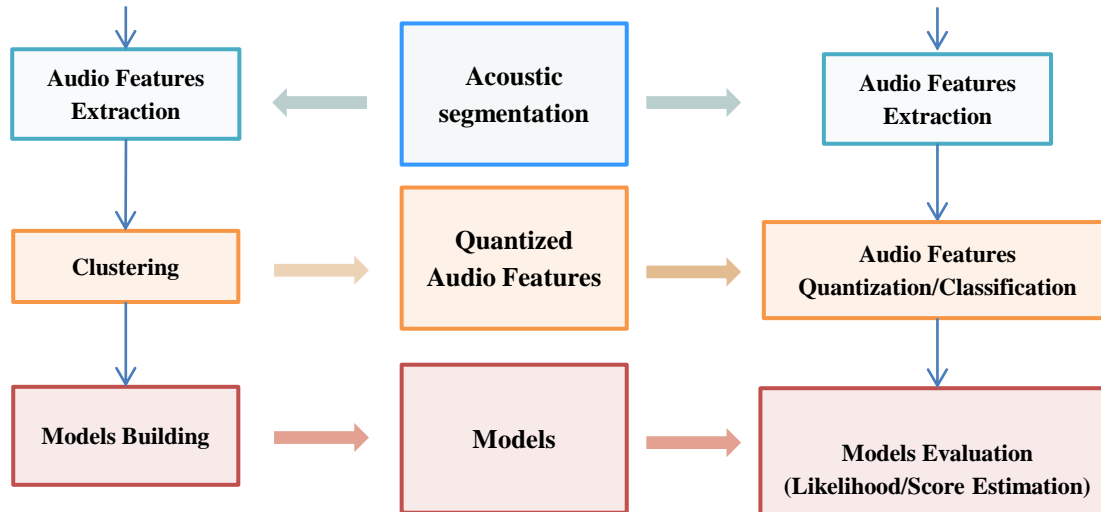 Audio Features
Extraction
Acoustic
segmentation
Audio Features
Extraction
Clustering
Quantized
Audio Features
Audio Features
Quantization/Classification
Models Building
Models
Models Evaluation
(Likelihood/Score Estimation)